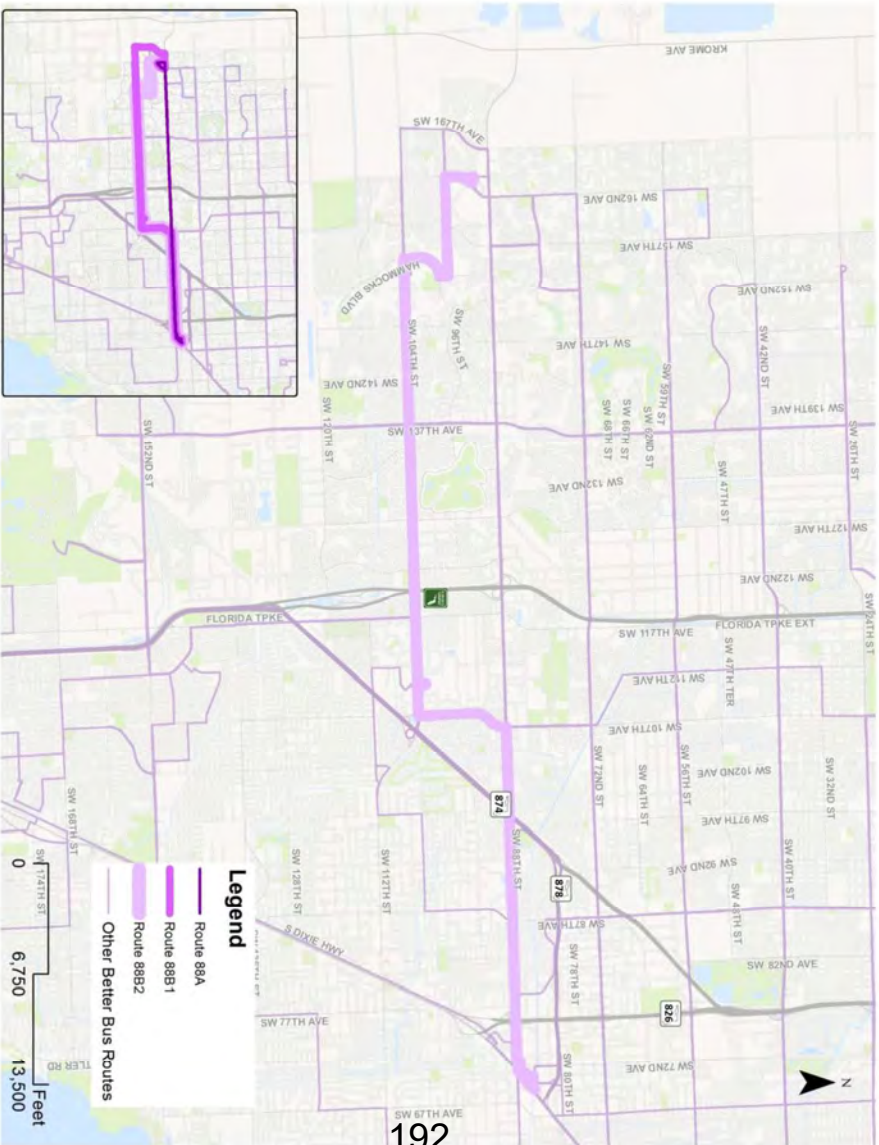 KROME AVE
SW 167TH AVE
SW 162ND AVE
SW 157TH AVE
SW 152ND AVE
HAMMOCKS BLVD
SW 104TH ST
SW 96TH ST
SW 147TH AVE
SW 42ND ST
SW 142ND AVE
SW 59TH ST
SW 139TH AVE
SW 120TH ST
SW 137TH AVE
SW 68TH ST
SW 66TH ST
SW 62ND ST
SW 26TH ST
SW 152ND ST
SW 132ND AVE
SW 47TH ST
SW 127TH AVE
SW 122ND AVE
FLORIDA TPKE
FLORIDA TPKE EXT
SW 117TH AVE
SW 47TH TER
SW 112TH AVE
SW 107TH AVE
SW 72ND ST
SW 64TH ST
SW 56TH ST
SW 102ND AVE
SW 32ND ST
SW 168TH ST
874
SW 97TH AVE
SW 88TH ST
SW 40TH ST
SW 174TH ST
SW 128TH ST
SW 112TH ST
878
SW 92ND AVE
SW 87TH AVE
S DIXIE HWY
SW 78TH ST
SW 82ND AVE
826
SW 77TH AVE
SW 80TH ST
SW 72ND AVE
SW 67TH AVE
N
Legend
Route 88A
Route 88B1
Route 88B2
Other Better Bus Routes
0 6,750 13,500
Feet
192